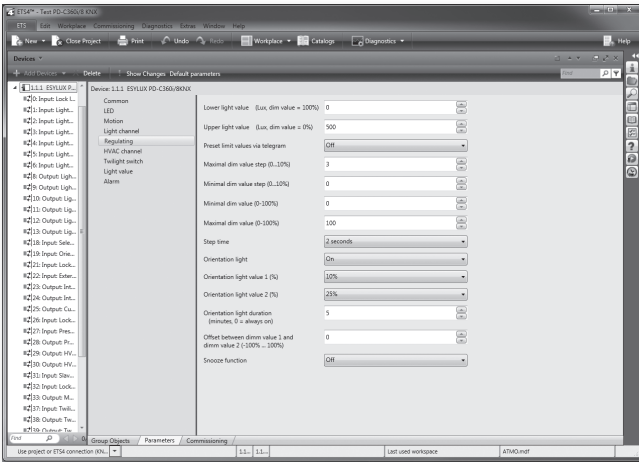 ETS4™ - Test PD-C360i/8 KNX
ETS Edit Workplace Commissioning Diagnostics Extras Window Help
New Close Project Print Undo Redo Workplace Catalogs Diagnostics Help
Devices
Add Devices Delete Show Changes Default parameters Find
1.1.1 ESYLUX P...
0: Input: Lock I...
1: Input: Light...
2: Input: Light...
3: Input: Light...
4: Input: Light...
5: Input: Light...
6: Input: Light...
8: Output: Ligh...
9: Output: Ligh...
10: Output: Lig...
11: Output: Lig...
12: Output: Lig...
13: Output: Lig...
18: Input: Sele...
19: Input: Orie...
21: Input: Lock...
22: Input: Exter...
23: Output: Int...
24: Output: Int...
25: Output: Cu...
26: Input: Lock...
27: Input: Pres...
28: Output: Pr...
29: Output: HV...
30: Output: HV...
31: Input: Slav...
32: Input: Lock...
33: Output: M...
37: Input: Twili...
38: Output: Tw...
39: Output: Tw...
Find
Device: 1.1.1 ESYLUX PD-C360i/8KNX
Common
LED
Motion
Light channel
Regulating
HVAC channel
Twilight switch
Light value
Alarm
Lower light value (Lux, dim value = 100%) 0
Upper light value (Lux, dim value = 0%) 500
Preset limit values via telegram Off
Maximal dim value step (0...10%) 3
Minimal dim value step (0...10%) 0
Minimal dim value (0-100%) 0
Maximal dim value (0-100%) 100
Step time 2 seconds
Orientation light On
Orientation light value 1 (%) 10%
Orientation light value 2 (%) 25%
Orientation light duration 5
(minutes, 0 = always on)
Offset between dimm value 1 and 0
dimm value 2 (-100% ... 100%)
Snooze function Off
Group Objects Parameters Commissioning
Use project or ETS4 connection (KN... 1.1... 1.1... Last used workspace ATMO.mdf